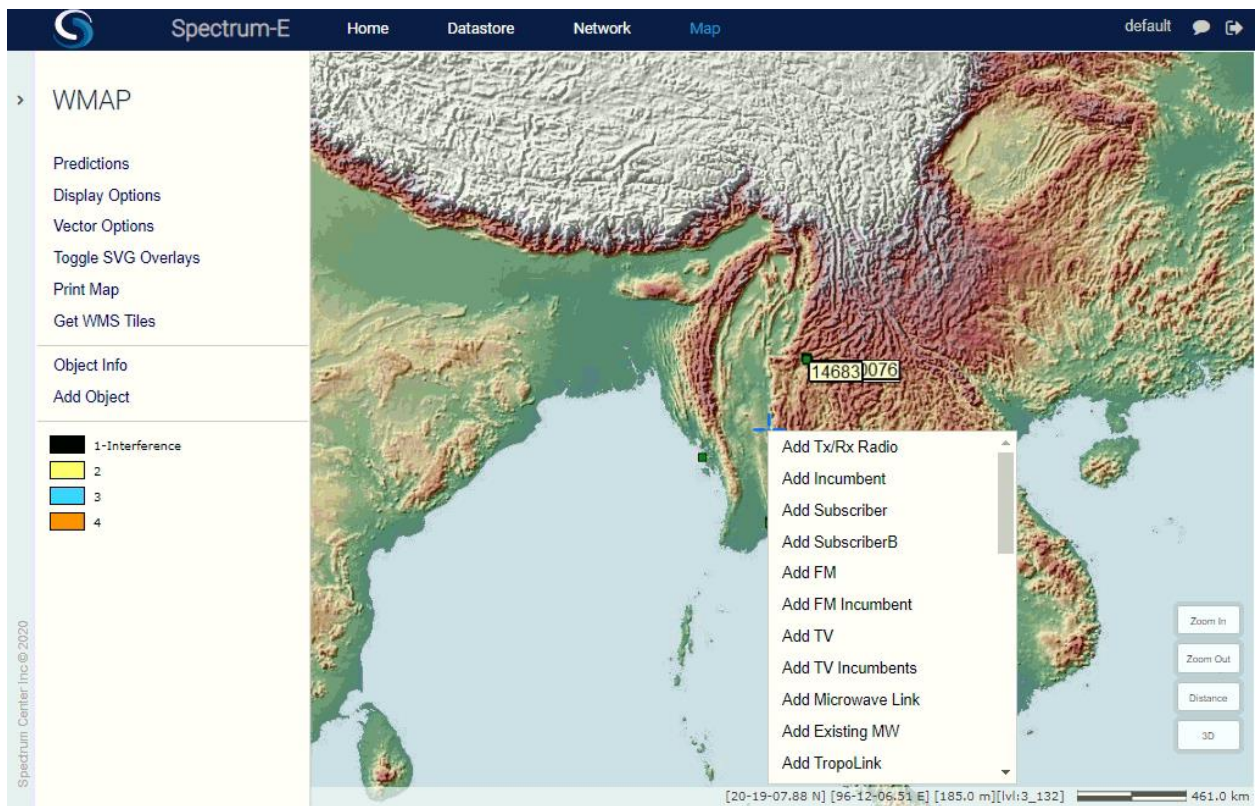 Spectrum-E Home Datastore Network Map default
WMAP
Predictions
Display Options
Vector Options
Toggle SVG Overlays
Print Map
Get WMS Tiles
Object Info
Add Object
1-Interference
2
3
4
14683 0076
Add Tx/Rx Radio
Add Incumbent
Add Subscriber
Add SubscriberB
Add FM
Add FM Incumbent
Add TV
Add TV Incumbents
Add Microwave Link
Add Existing MW
Add TropoLink
Zoom In
Zoom Out
Distance
3D
Spedrum Center Inc © 2020
[20-19-07.88 N] [96-12-06.51 E] [185.0 m][lvl:3_132] 461.0 km